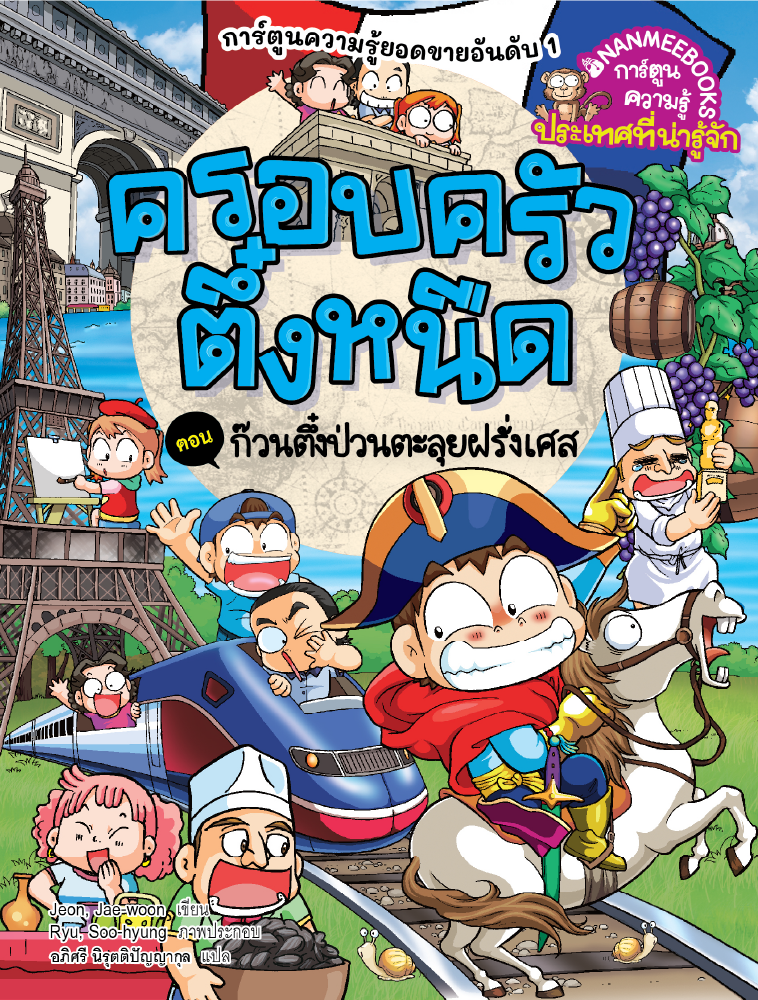 การ์ตูนความรู้ยอดขายอันดับ 1
NANMEEBOOKS
การ์ตูน
ความรู้
ประเทศที่น่ารู้จัก
ครอบครัว
ตึ๋งหนืด
ตอน ก๊วนตึ๋งป่วนตะลุยฝรั่งเศส
Jeon, Jae-woon เขียน
Ryu, Soo-hyung ภาพประกอบ
อภิศรี นิรุตติปัญญากุล แปล